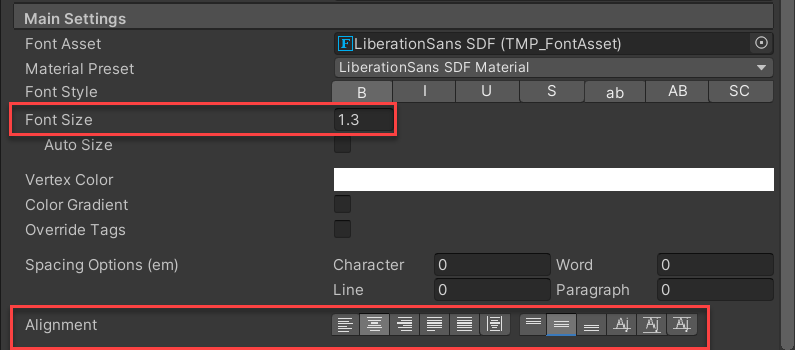 Main Settings
Font Asset F LiberationSans SDF (TMP_FontAsset)
Material Preset LiberationSans SDF Material
Font Style B I U S ab AB SC
Font Size 1.3
Auto Size
Vertex Color
Color Gradient
Override Tags
Spacing Options (em) Character 0 Word 0
Line 0 Paragraph 0
Alignment